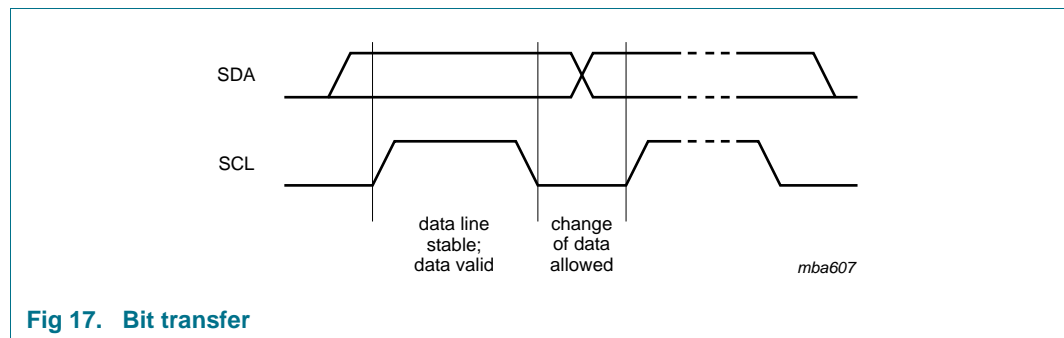 SDA
SCL
data line
stable;
data valid
change
of data
allowed
mba607
Fig 17. Bit transfer